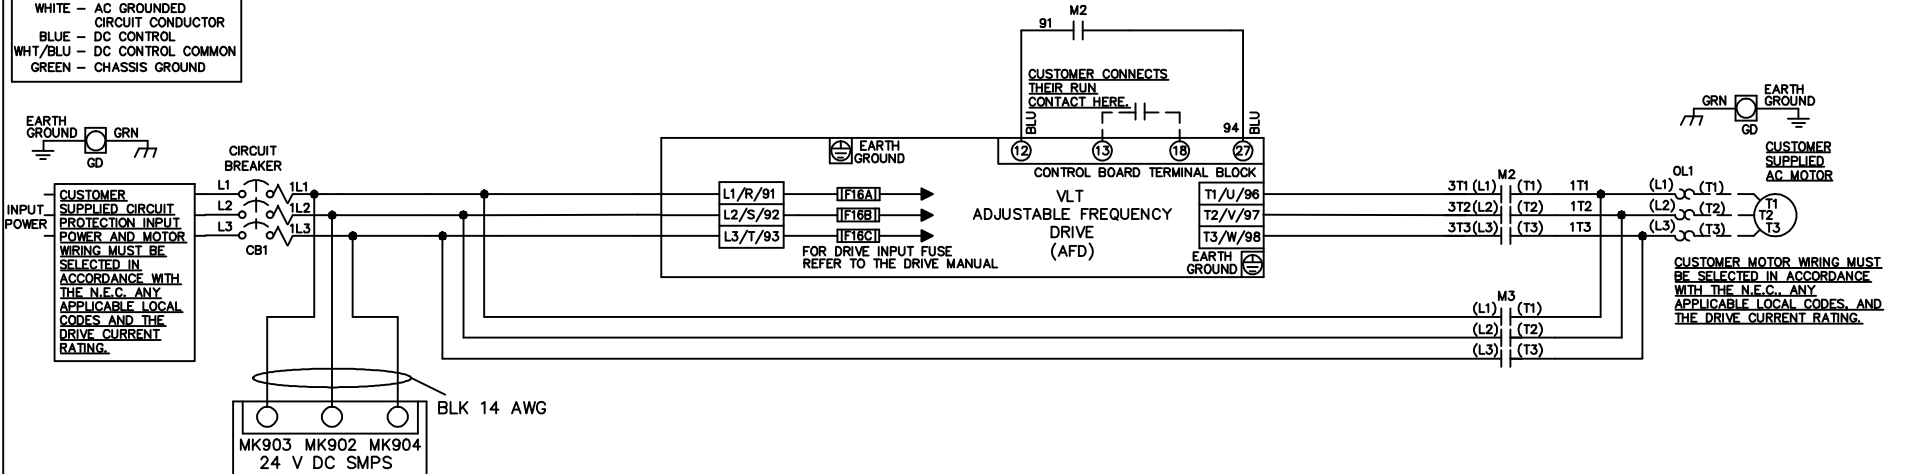 WHITE – AC GROUNDED
CIRCUIT CONDUCTOR
BLUE – DC CONTROL
WHT/BLU – DC CONTROL COMMON
GREEN – CHASSIS GROUND
EARTH
GROUND
GRN
GD
INPUT
POWER
CUSTOMER
SUPPLIED CIRCUIT
PROTECTION INPUT
POWER AND MOTOR
WIRING MUST BE
SELECTED IN
ACCORDANCE WITH
THE N.E.C. ANY
APPLICABLE LOCAL
CODES AND THE
DRIVE CURRENT
RATING.
CIRCUIT
BREAKER
L1
1L1
L2
1L2
L3
1L3
CB1
BLK 14 AWG
MK903 MK902 MK904
24 V DC SMPS
M2
91
CUSTOMER CONNECTS
THEIR RUN
CONTACT HERE.
BLU
94
BLU
12
13
18
27
CONTROL BOARD TERMINAL BLOCK
EARTH
GROUND
L1/R/91
L2/S/92
L3/T/93
F16A
F16B
F16C
FOR DRIVE INPUT FUSE
REFER TO THE DRIVE MANUAL
VLT
ADJUSTABLE FREQUENCY
DRIVE
(AFD)
T1/U/96
T2/V/97
T3/W/98
EARTH
GROUND
M2
3T1 (L1) (T1) 1T1
3T2(L2) (T2) 1T2
3T3(L3) (T3) 1T3
M3
(L1) (T1)
(L2) (T2)
(L3) (T3)
OL1
(L1) (T1)
(L2) (T2)
(L3) (T3)
T1
T2
T3
GRN
EARTH
GROUND
GD
CUSTOMER
SUPPLIED
AC MOTOR
CUSTOMER MOTOR WIRING MUST
BE SELECTED IN ACCORDANCE
WITH THE N.E.C., ANY
APPLICABLE LOCAL CODES, AND
THE DRIVE CURRENT RATING.